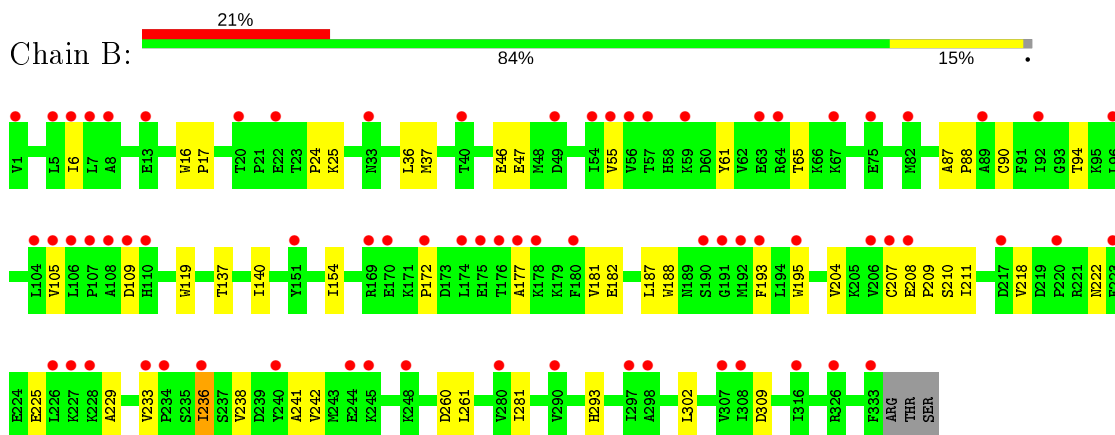 21%
Chain B:
84% 15% •
V1 L5 I6 L7 A8 E13 W16 P17 T20 P21 E22 T23 P24 K25 N33 L36 M37 T40 E46 E47 M48 D49 I54 V55 V56 T57 H58 K59 D60 Y61 V62 E63 R64 T65 K66 K67 E75 M82 A87 P88 A89 C90 F91 I92 G93 T94 K95
L104 V105 L106 P107 A108 D109 H110 W119 T137 I140 Y151 I154 R169 E170 K171 P172 D173 L174 E175 T176 A177 K178 K179 F180 V181 E182 L187 W188 N189 S190 G191 M192 F193 L194 W195 V204 K205 V206 C207 E208 P209 S210 I211 D217 V218 D219 P220 R221 N222
E224 E225 L226 K227 K228 A229 V233 P234 S235 I236 S237 V238 D239 V240 A241 V242 M243 E244 K245 K248 D260 L261 V280 I281 V290 H293 I297 A298 L302 V307 I308 D309 I316 R326 F333 ARG THR SER